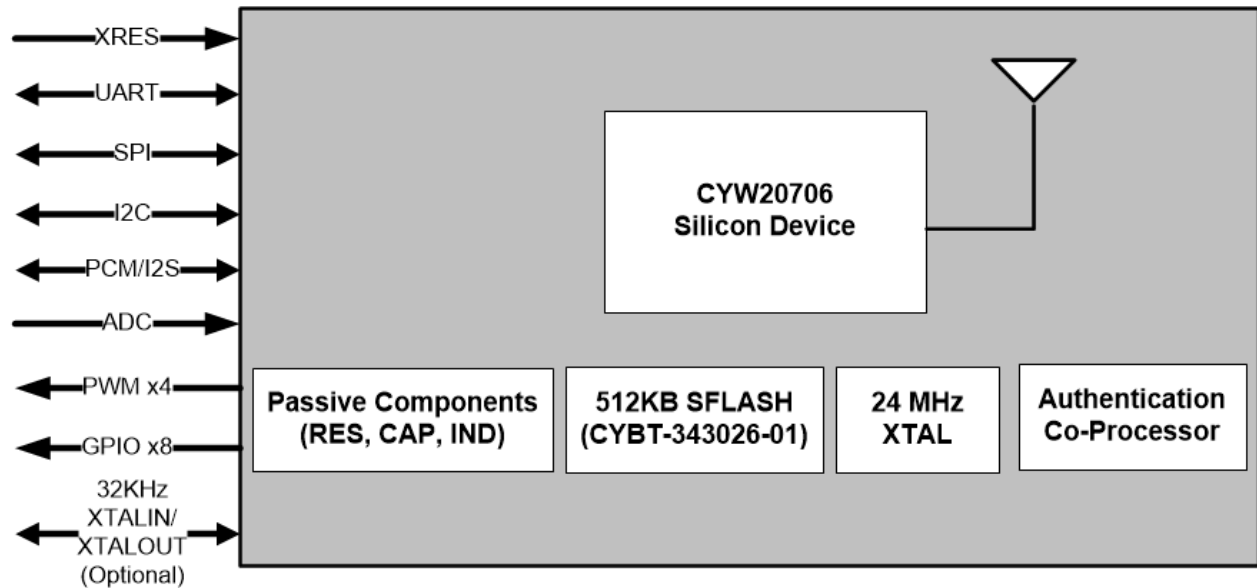 XRES
UART
SPI
I2C
PCM/I2S
ADC
PWM x4
GPIO x8
32KHz
XTALIN/
XTALOUT
(Optional)
CYW20706
Silicon Device
Passive Components
(RES, CAP, IND)
512KB SFLASH
(CYBT-343026-01)
24 MHz
XTAL
Authentication
Co-Processor